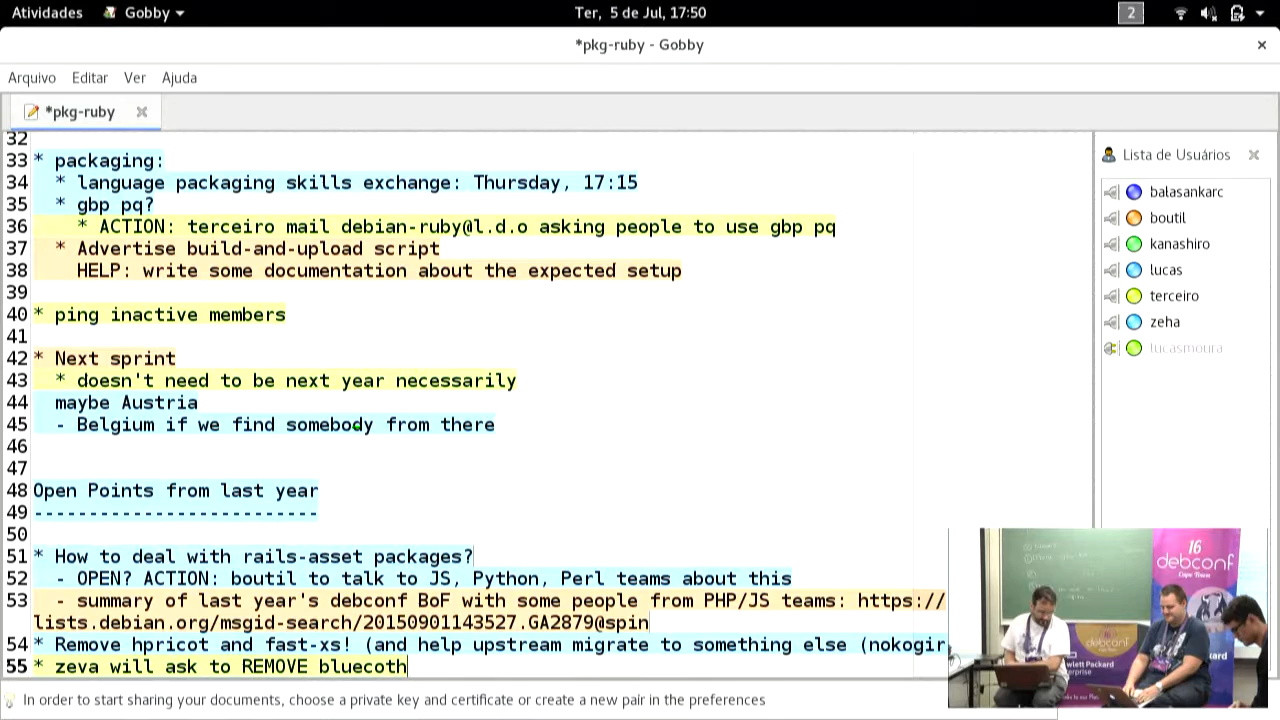 Atividades Gobby Ter, 5 de Jul, 17:50 2
*pkg-ruby - Gobby
Arquivo Editar Ver Ajuda
*pkg-ruby
Lista de Usuários
balasankarc
boutil
kanashiro
lucas
terceiro
zeha
lucasmoura
32
33 * packaging:
34 * language packaging skills exchange: Thursday, 17:15
35 * gbp pq?
36 * ACTION: terceiro mail debian-ruby@l.d.o asking people to use gbp pq
37 * Advertise build-and-upload script
38 HELP: write some documentation about the expected setup
39
40 * ping inactive members
41
42 * Next sprint
43 * doesn't need to be next year necessarily
44 maybe Austria
45 - Belgium if we find somebody from there
46
47
48 Open Points from last year
49 --------------------------
50
51 * How to deal with rails-asset packages?
52 - OPEN? ACTION: boutil to talk to JS, Python, Perl teams about this
53 - summary of last year's debconf BoF with some people from PHP/JS teams: https://
lists.debian.org/msgid-search/20150901143527.GA2879@spin
54 * Remove hpricot and fast-xs! (and help upstream migrate to something else (nokogir
55 * zeva will ask to REMOVE bluecoth
In order to start sharing your documents, choose a private key and certificate or create a new pair in the preferences
16
debconf
Cape Town
debconf
Hewlett Packard
Enterprise